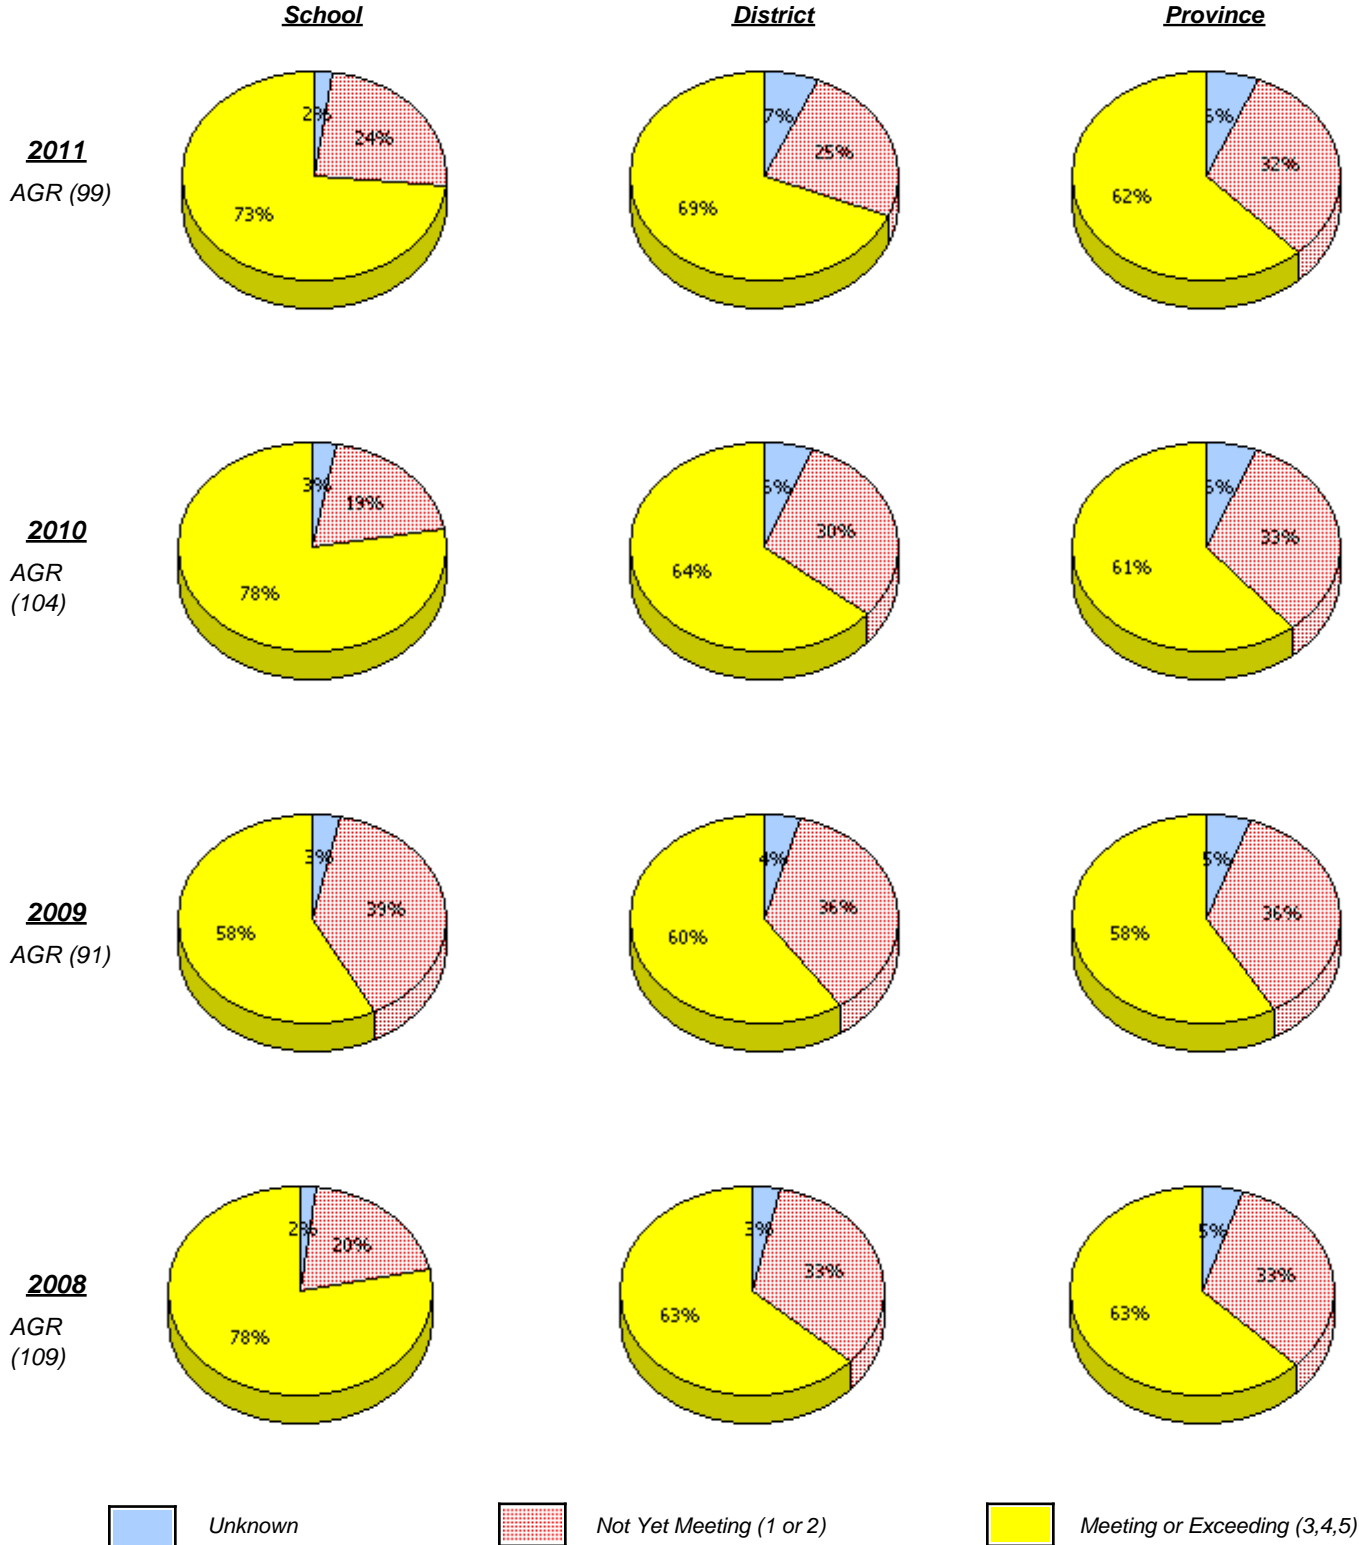 School District Province
2011
AGR (99)
2% 24% 73%
7% 25% 69%
6% 32% 62%
2010
AGR
(104)
3% 19% 78%
6% 30% 64%
6% 33% 61%
2009
AGR (91)
3% 39% 58%
4% 36% 60%
5% 36% 58%
2008
AGR
(109)
2% 20% 78%
3% 33% 63%
5% 33% 63%
Unknown Not Yet Meeting (1 or 2) Meeting or Exceeding (3,4,5)